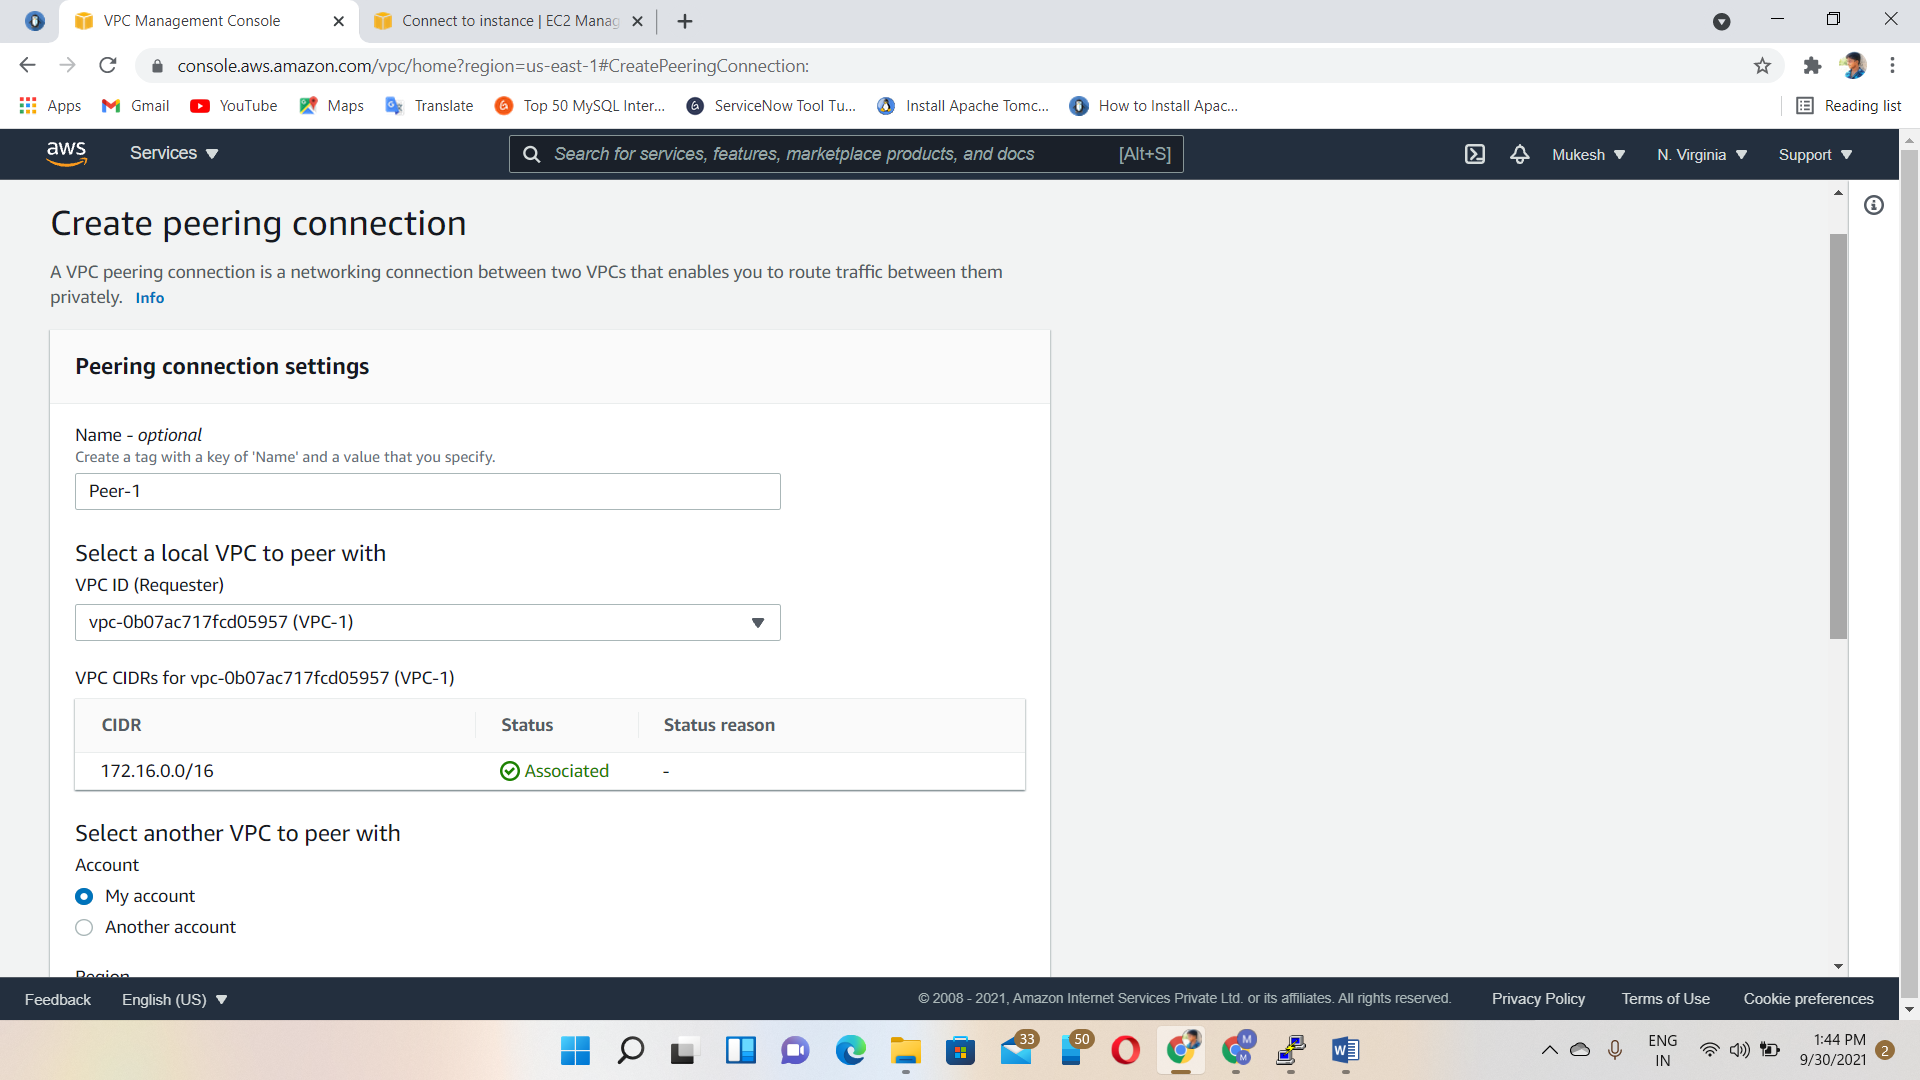 VPC Management Console
Connect to instance | EC2 Manag
console.aws.amazon.com/vpc/home?region=us-east-1#CreatePeeringConnection:
Apps
Gmail
YouTube
Maps
Translate
Top 50 MySQL Inter...
ServiceNow Tool Tu...
Install Apache Tomc...
How to Install Apac...
Reading list
aws
Services
Search for services, features, marketplace products, and docs
[Alt+S]
Mukesh
N. Virginia
Support
Create peering connection
A VPC peering connection is a networking connection between two VPCs that enables you to route traffic between them
privately. Info
Peering connection settings
Name - optional
Create a tag with a key of 'Name' and a value that you specify.
Peer-1
Select a local VPC to peer with
VPC ID (Requester)
vpc-0b07ac717fcd05957 (VPC-1)
VPC CIDRs for vpc-0b07ac717fcd05957 (VPC-1)
CIDR Status Status reason
172.16.0.0/16 Associated -
Select another VPC to peer with
Account
My account
Another account
Region
Feedback
English (US)
© 2008 - 2021, Amazon Internet Services Private Ltd. or its affiliates. All rights reserved.
Privacy Policy
Terms of Use
Cookie preferences
33
50
M
M
ENG
IN
1:44 PM
9/30/2021
2